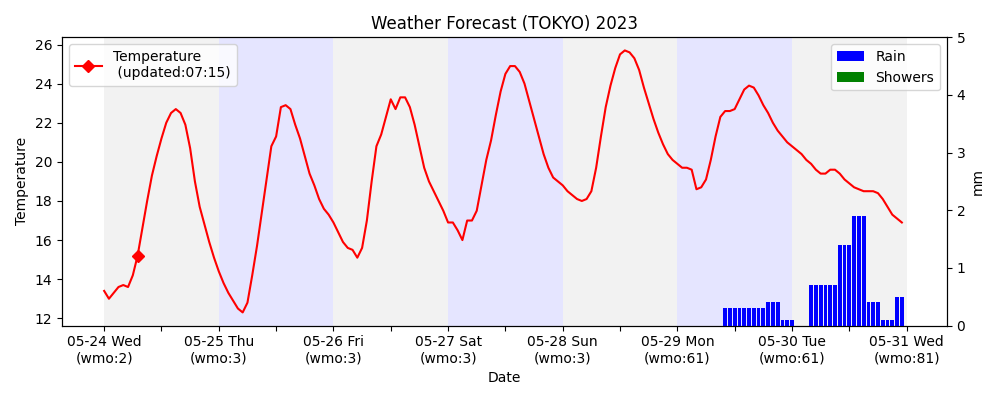 Weather Forecast (TOKYO) 2023
Temperature
(updated:07:15)
Rain
Showers
Temperature
26
24
22
20
18
16
14
12
5
4
3
2
1
0
mm
05-24 Wed
(wmo:2)
05-25 Thu
(wmo:3)
05-26 Fri
(wmo:3)
05-27 Sat
(wmo:3)
05-28 Sun
(wmo:3)
05-29 Mon
(wmo:61)
05-30 Tue
(wmo:61)
05-31 Wed
(wmo:81)
Date